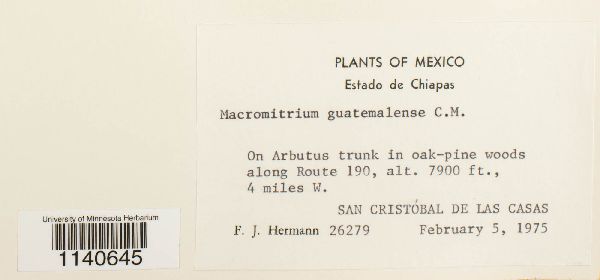 PLANTS OF MEXICO
Estado de Chiapas
Macromitrium guatemalense C.M.
On Arbutus trunk in oak-pine woods
along Route 190, alt. 7900 ft.,
4 miles W.
SAN CRISTÓBAL DE LAS CASAS
F. J. Hermann 26279 February 5, 1975
University of Minnesota Herbarium
1140645